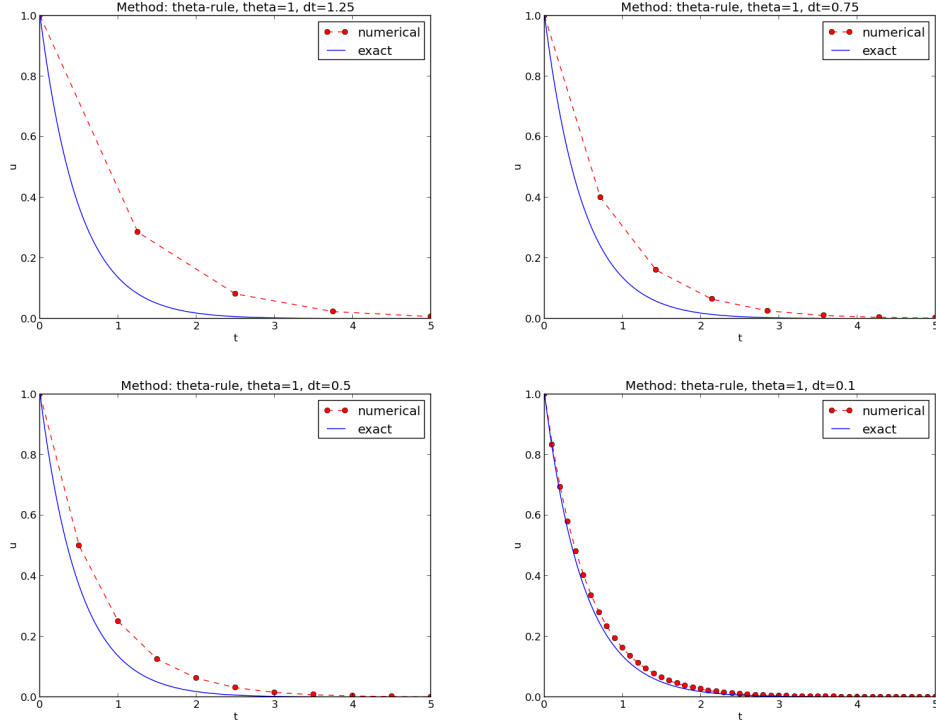 Method: theta-rule, theta=1, dt=1.25
numerical
exact
1.0
0.8
0.6
0.4
0.2
0.0
u
0 1 2 3 4 5
t
Method: theta-rule, theta=1, dt=0.75
numerical
exact
1.0
0.8
0.6
0.4
0.2
0.0
u
0 1 2 3 4 5
t
Method: theta-rule, theta=1, dt=0.5
numerical
exact
1.0
0.8
0.6
0.4
0.2
0.0
u
0 1 2 3 4 5
t
Method: theta-rule, theta=1, dt=0.1
numerical
exact
1.0
0.8
0.6
0.4
0.2
0.0
u
0 1 2 3 4 5
t